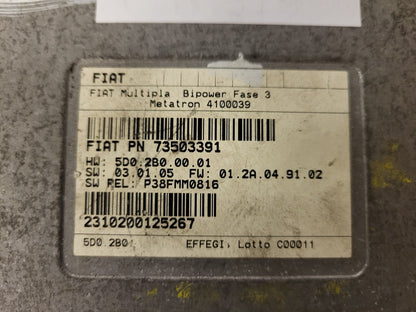 FIAT
FIAT Multipla Bipower Fase 3
Metatron 4100039
FIAT PN 73503391
HW: 5D0.2B0.00.01
SW: 03.01.05 FW: 01.2A.04.91.02
SW REL: P38FMM0816
2310200125267
5D0.2B0
EFFEGI, Lotto C00011